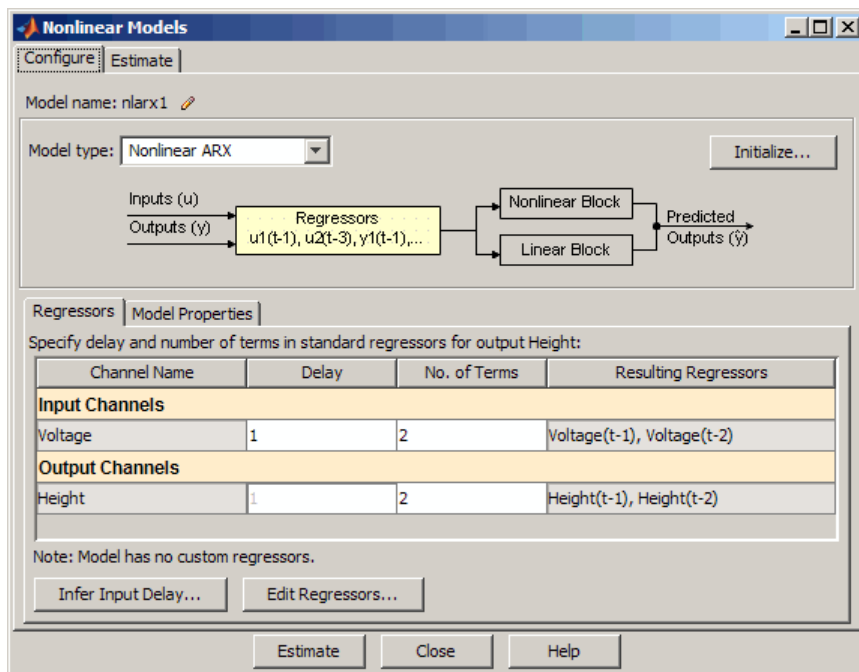 Nonlinear Models
Configure Estimate
Model name: nlarx1
Model type: Nonlinear ARX
Initialize...
Inputs (u)
Outputs (y)
Regressors
u1(t-1), u2(t-3), y1(t-1),...
Nonlinear Block
Linear Block
Predicted
Outputs (ŷ)
Regressors Model Properties
Specify delay and number of terms in standard regressors for output Height:
Channel Name Delay No. of Terms Resulting Regressors
Input Channels
Voltage 1 2 Voltage(t-1), Voltage(t-2)
Output Channels
Height 1 2 Height(t-1), Height(t-2)
Note: Model has no custom regressors.
Infer Input Delay... Edit Regressors...
Estimate Close Help